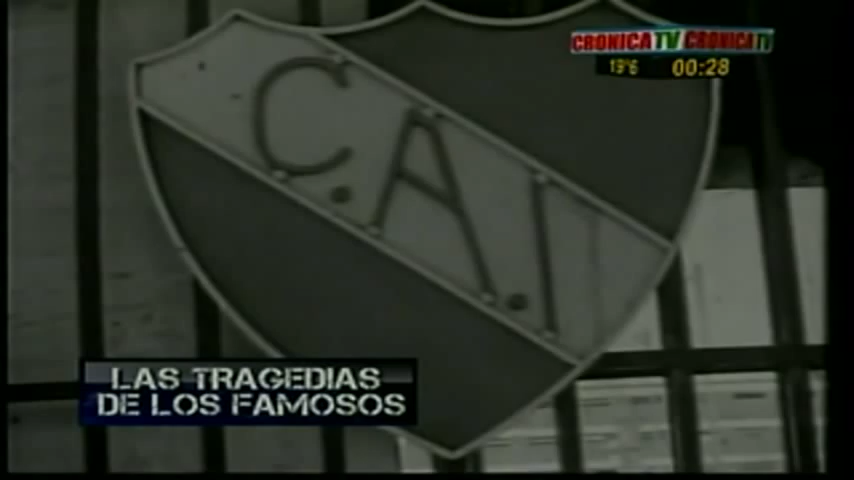 CRONICA TV CRONICA TV
19°6 00:28
C.A.I
LAS TRAGEDIAS
DE LOS FAMOSOS